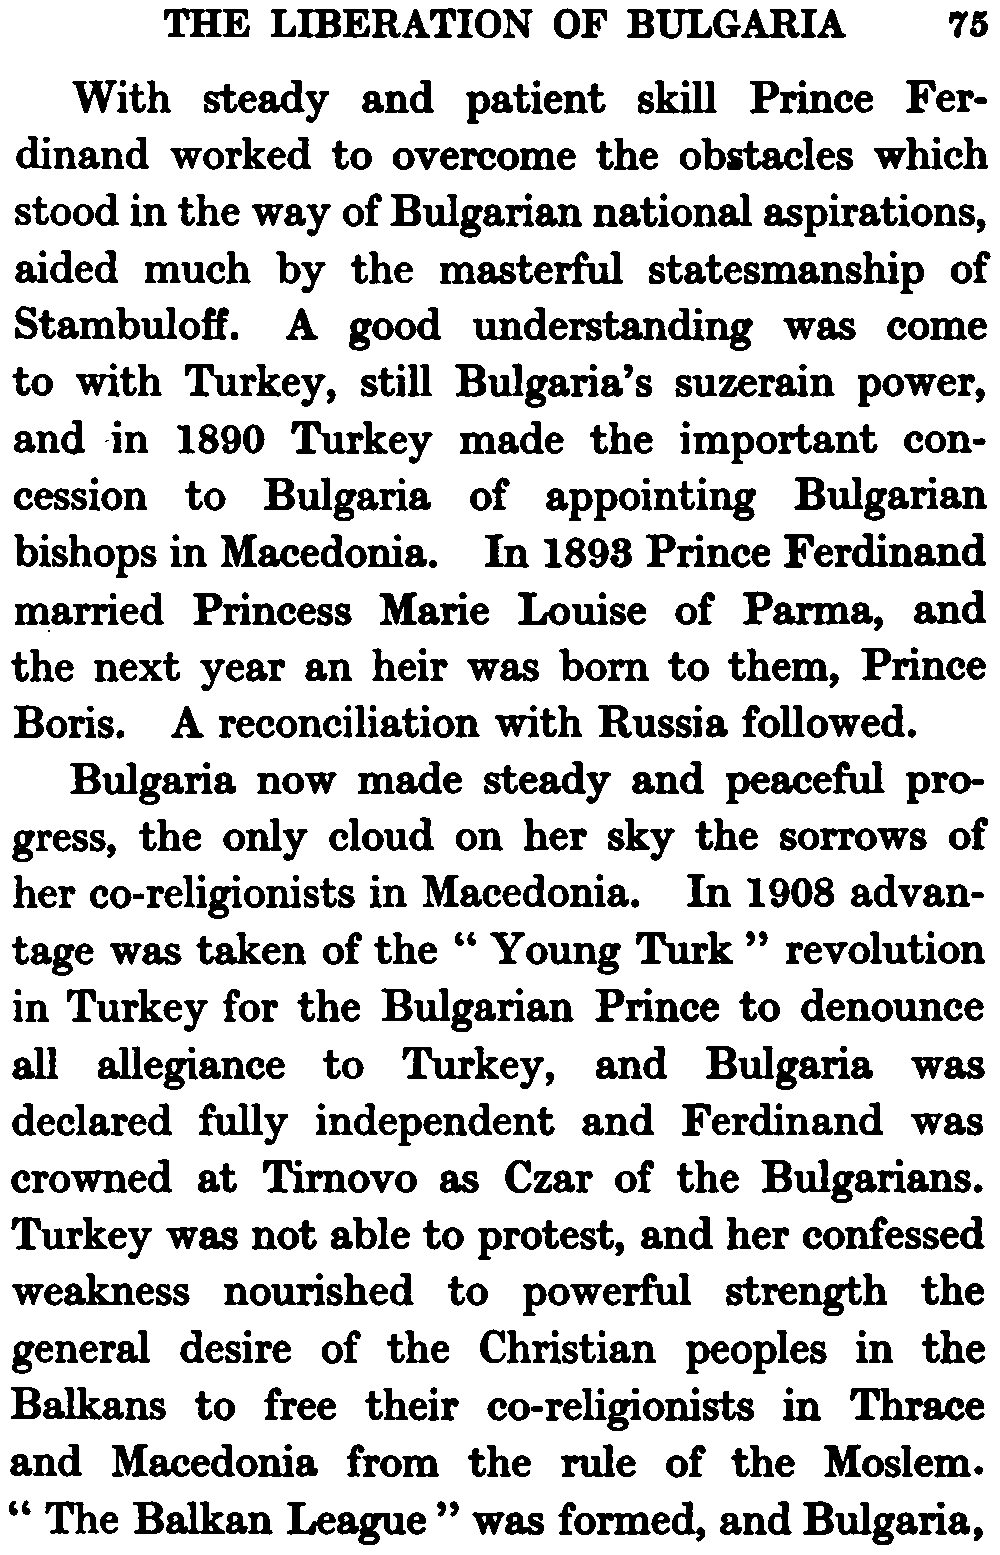 THE LIBERATION OF BULGARIA 75
With steady and patient skill Prince Fer-
dinand worked to overcome the obstacles which
stood in the way of Bulgarian national aspirations,
aided much by the masterful statesmanship of
Stambuloff. A good understanding was come
to with Turkey, still Bulgaria's suzerain power,
and in 1890 Turkey made the important con-
cession to Bulgaria of appointing Bulgarian
bishops in Macedonia. In 1893 Prince Ferdinand
married Princess Marie Louise of Parma, and
the next year an heir was born to them, Prince
Boris. A reconciliation with Russia followed.
Bulgaria now made steady and peaceful pro-
gress, the only cloud on her sky the sorrows of
her co-religionists in Macedonia. In 1908 advan-
tage was taken of the “ Young Turk ” revolution
in Turkey for the Bulgarian Prince to denounce
all allegiance to Turkey, and Bulgaria was
declared fully independent and Ferdinand was
crowned at Tirnovo as Czar of the Bulgarians.
Turkey was not able to protest, and her confessed
weakness nourished to powerful strength the
general desire of the Christian peoples in the
Balkans to free their co-religionists in Thrace
and Macedonia from the rule of the Moslem.
“ The Balkan League ” was formed, and Bulgaria,